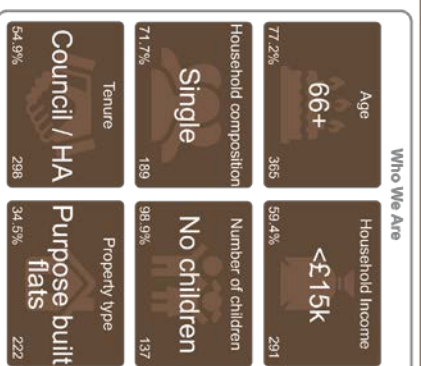 Who We Are
Age
66+
77.2% 365
Household Income
<£15k
59.4% 291
Household composition
Single
71.7% 189
Number of children
No children
98.9% 137
Tenure
Council / HA
54.9% 298
Property type
Purpose built
flats
34.5% 222